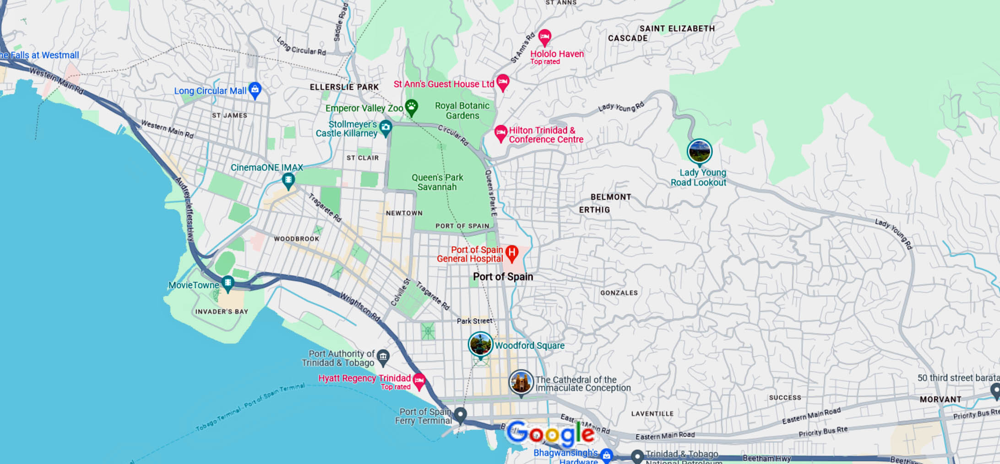 ST ANNS
Saddle Road
SAINT ELIZABETH
CASCADE
Long Circular Rd
St Ann's Rd
Hololo Haven
Top rated
he Falls at Westmall
Western Main Rd
ELLERSLIE PARK
St Ann's Guest House Ltd
Long Circular Mall
Emperor Valley Zoo
Royal Botanic
Gardens
Lady Young Rd
ST JAMES
Stollmeyer's
Castle Killarney
Western Main Rd
Circular Rd
Hilton Trinidad &
Conference Centre
ST CLAIR
CinemaONE IMAX
Queen's Park
Savannah
Queen's Park E
Lady Young
Road Lookout
Audrey Jeffers Hwy
Tragarete Rd
BELMONT
ERTHIG
NEWTOWN
PORT OF SPAIN
Lady Young Rd
WOODBROOK
Port of Spain
General Hospital
Port of Spain
MovieTowne
Colville St
Tragarete Rd
GONZALES
INVADER'S BAY
Wrightson Rd
Park Street
Woodford Square
Port Authority of
Trinidad & Tobago
Hyatt Regency Trinidad
Top rated
The Cathedral of the
Immaculate Conception
50 third street barata
Tobago Terminal - Port of Spain Terminal
SUCCESS
MORVANT
Port of Spain
Ferry Terminal
LAVENTILLE
Eastern Main Rd
Eastern Main Road
Priority Bus Rte
Google
Eastern Main Road
Priority Bus Rte
Bhagwansingh's
Hardware
Trinidad & Tobago
National Petroleum
Beetham Hwy
Beeth